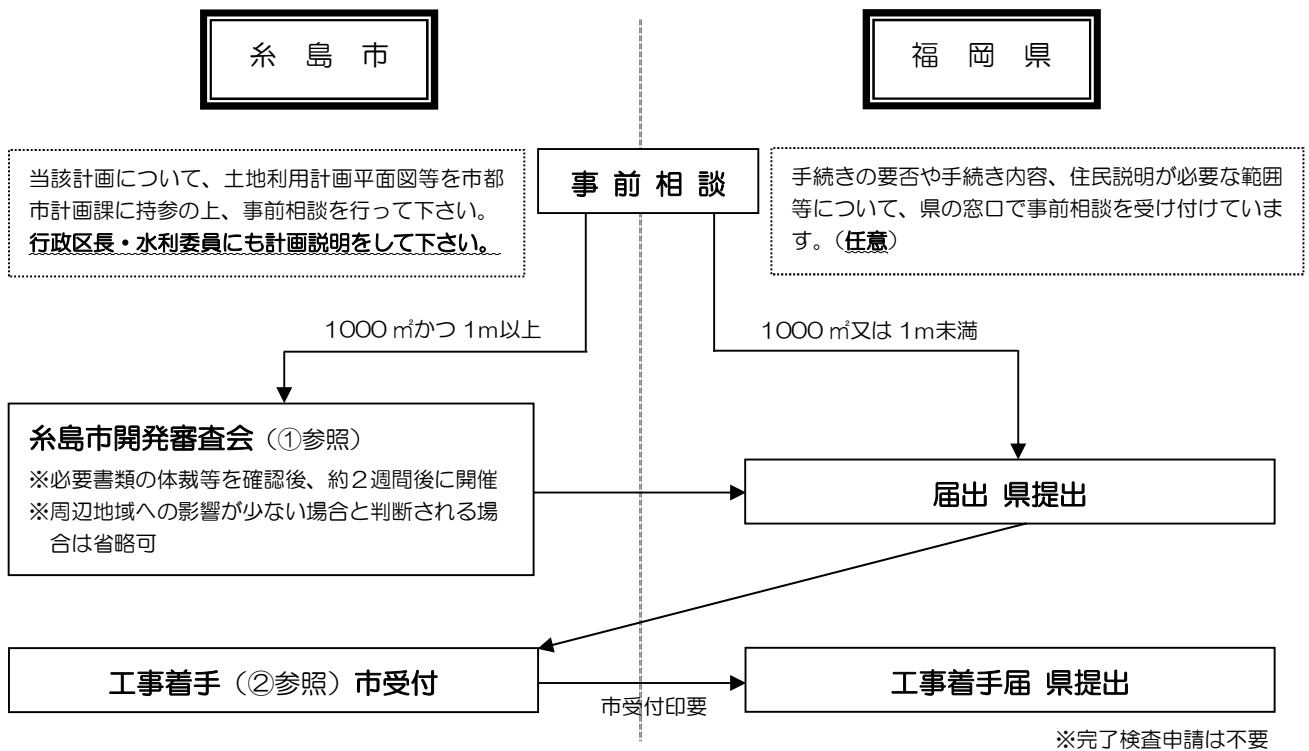 糸 島 市
福 岡 県
当該計画について、土地利用計画平面図等を市都
市計画課に持参の上、事前相談を行って下さい。
行政区長・水利委員にも計画説明をして下さい。
事 前 相 談
手続きの要否や手続き内容、住民説明が必要な範囲
等について、県の窓口で事前相談を受け付けていま
す。（任意）
1000 ㎡かつ 1m以上
1000 ㎡又は 1m未満
糸島市開発審査会（①参照）
※必要書類の体裁等を確認後、約２週間後に開催
※周辺地域への影響が少ない場合と判断される場
合は省略可
届出 県提出
工事着手（②参照）市受付
市受付印要
工事着手届 県提出
※完了検査申請は不要